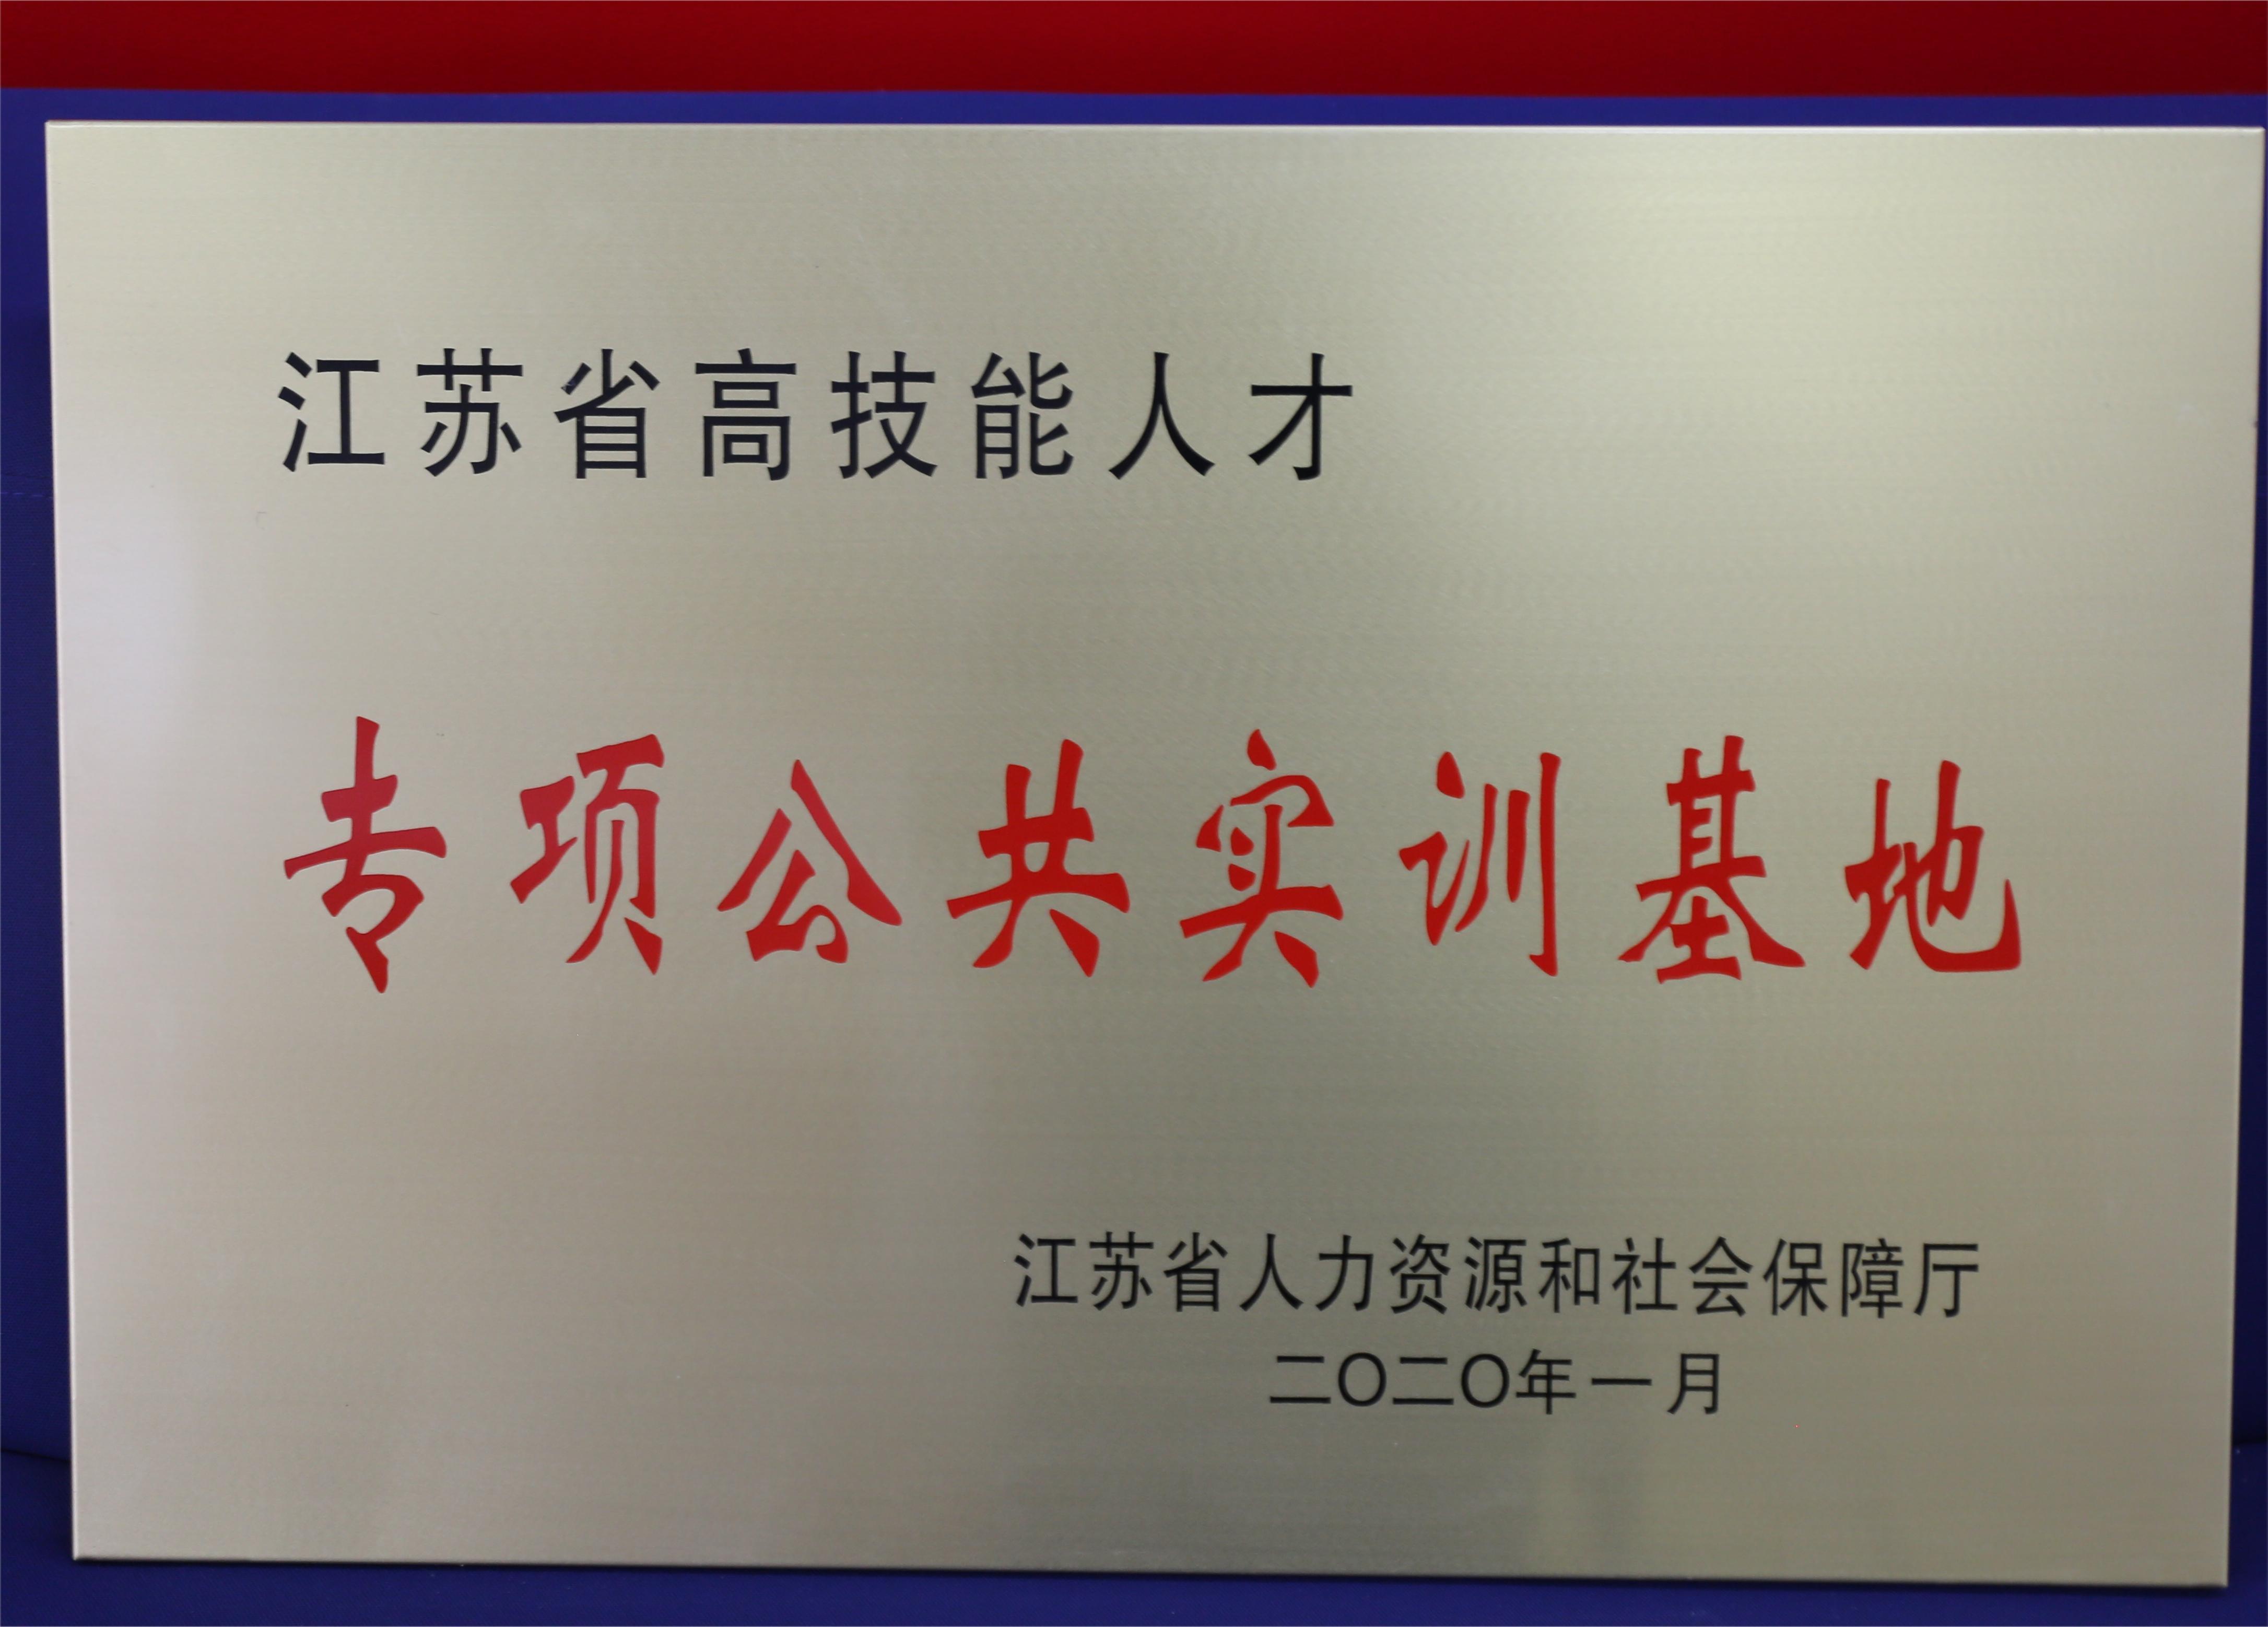 江苏省高技能人才
专项公共实训基地
江苏省人力资源和社会保障厅
二〇二〇年一月